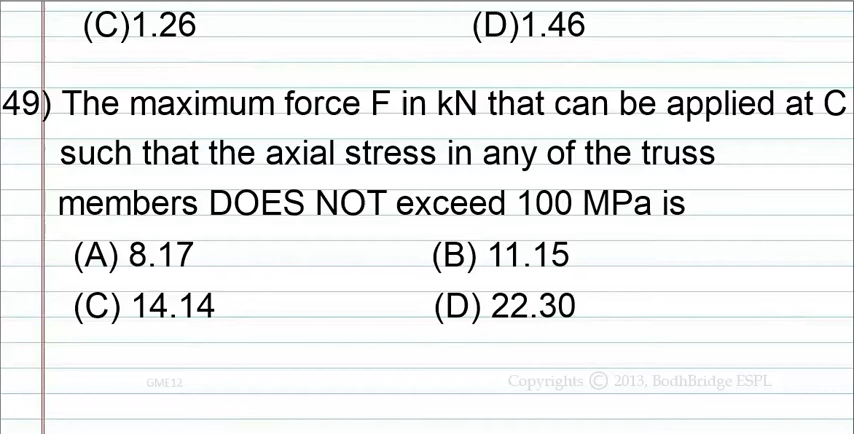 (C)1.26 (D)1.46
49) The maximum force F in kN that can be applied at C
such that the axial stress in any of the truss
members DOES NOT exceed 100 MPa is
(A) 8.17 (B) 11.15
(C) 14.14 (D) 22.30
GME12 Copyrights © 2013, BodhBridge ESPL